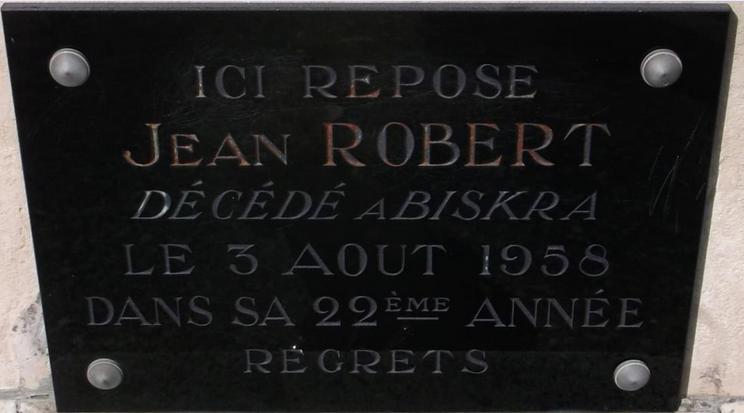 ICI REPOSE
JEAN ROBERT
DÉCÉDÉ A BISKRA
LE 3 AOUT 1958
DANS SA 22ÈME ANNÉE
REGRETS